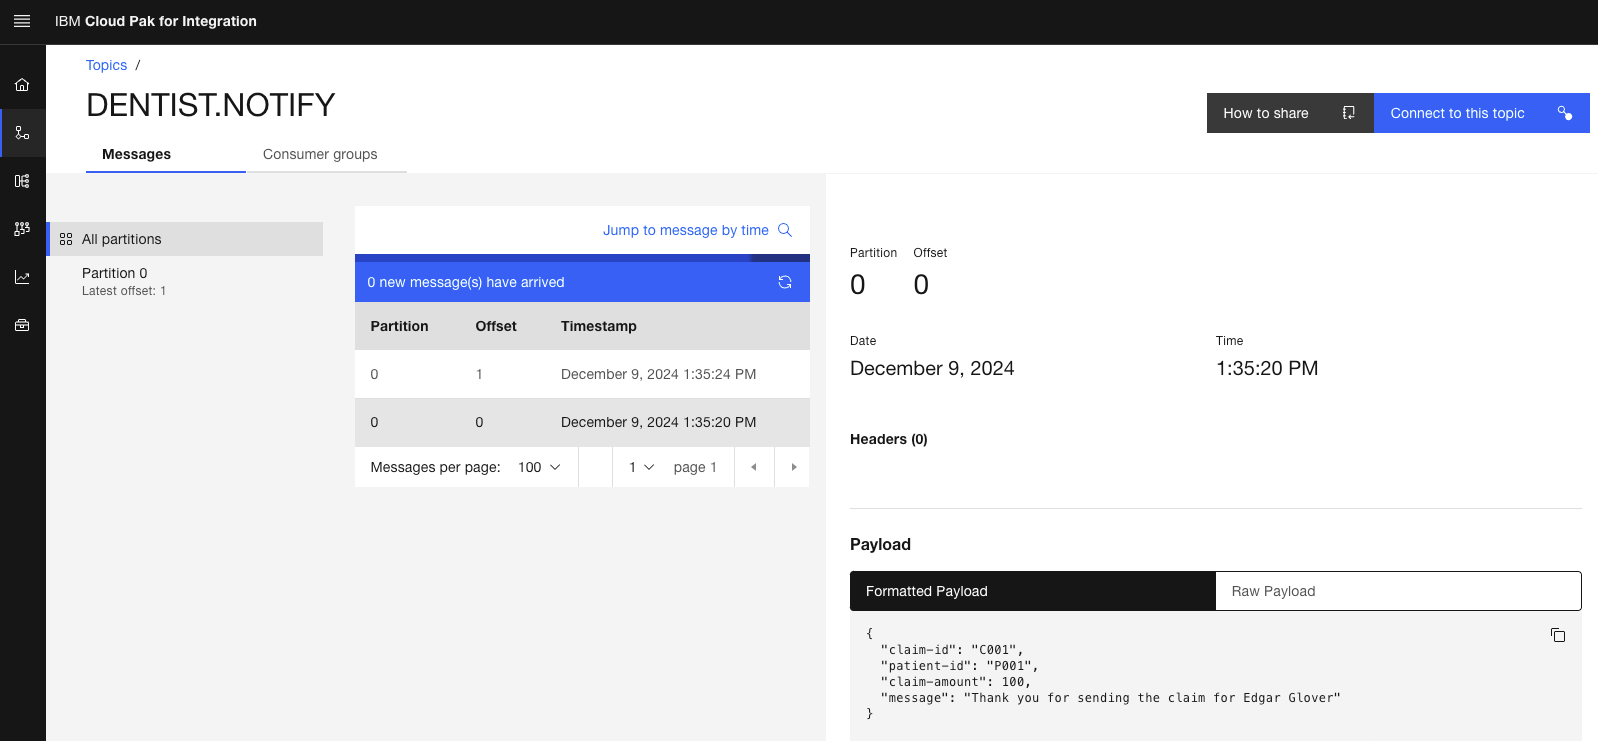 IBM Cloud Pak for Integration
Topics /
DENTIST.NOTIFY
How to share
Connect to this topic
Messages
Consumer groups
All partitions
Partition 0
Latest offset: 1
Jump to message by time
0 new message(s) have arrived
Partition Offset Timestamp
0 1 December 9, 2024 1:35:24 PM
0 0 December 9, 2024 1:35:20 PM
Messages per page: 100 1 page 1
Partition Offset
0 0
Date Time
December 9, 2024 1:35:20 PM
Headers (0)
Payload
Formatted Payload Raw Payload
{
"claim-id": "C001",
"patient-id": "P001",
"claim-amount": 100,
"message": "Thank you for sending the claim for Edgar Glover"
}